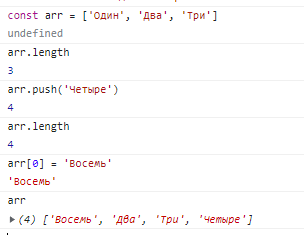 const arr = ['Один', 'Два', 'Три']
undefined
arr.length
3
arr.push('Четыре')
4
arr.length
4
arr[0] = 'Восемь'
'Восемь'
arr
(4) ['Восемь', 'Два', 'Три', 'Четыре']